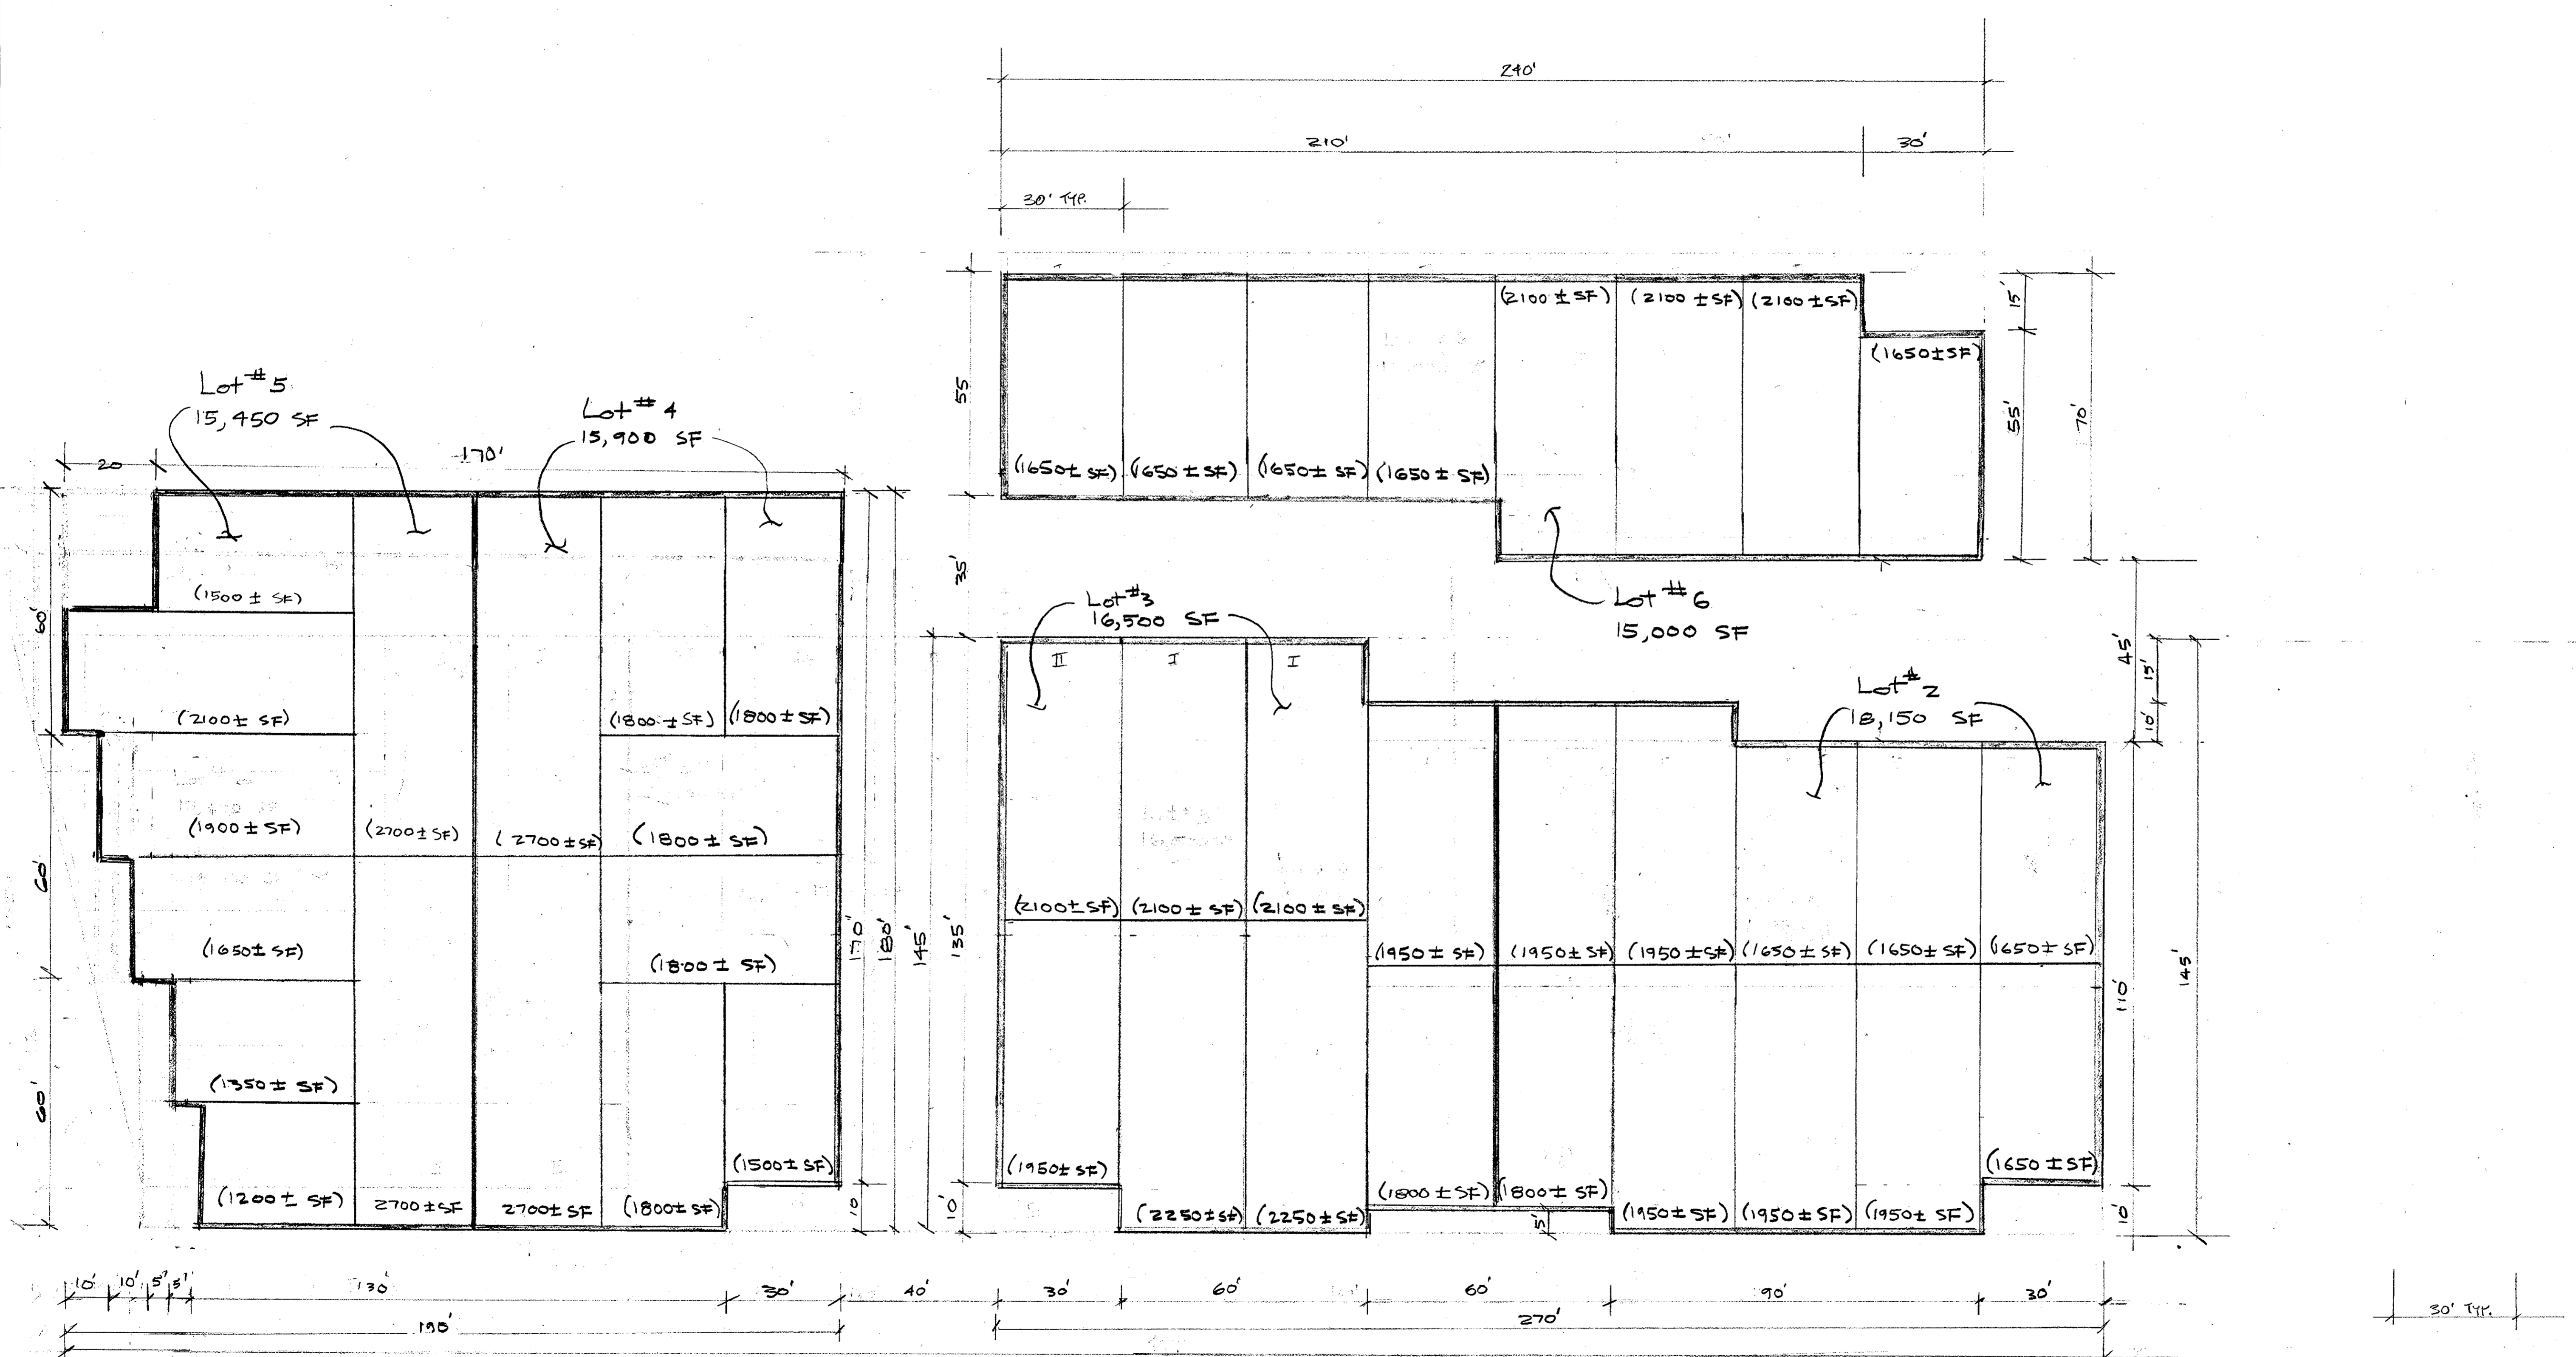 240'
210'
30'
30' TYP.
(2100 ± SF) (2100 ± SF) (2100 ± SF)
(1650 ± SF)
15'
55
55'
70'
(1650 ± SF) (1650 ± SF) (1650 ± SF) (1650 ± SF)
Lot #5
15,450 SF
Lot #4
15,900 SF
20
170'
35'
Lot #3
16,500 SF
Lot #6
15,000 SF
(1500 ± SF)
60'
II I I
45'
15'
10'
Lot #2
18,150 SF
(2100 ± SF)
(1800 ± SF) (1800 ± SF)
(1900 ± SF) (2700 ± SF) (2700 ± SF) (1800 ± SF)
60'
(2100 ± SF) (2100 ± SF) (2100 ± SF)
170'
180'
145'
135'
(1650 ± SF)
(1800 ± SF)
(1950 ± SF) (1950 ± SF) (1950 ± SF) (1650 ± SF) (1650 ± SF) (1650 ± SF)
110'
145'
(1350 ± SF)
60'
(1500 ± SF)
(1950 ± SF)
(1650 ± SF)
(1200 ± SF) 2700 ± SF 2700 ± SF (1800 ± SF)
10'
10'
(2250 ± SF) (2250 ± SF)
(1800 ± SF) (1800 ± SF)
5'
(1950 ± SF) (1950 ± SF) (1950 ± SF)
10'
10' 10' 5' 5' 130' 30' 40' 30' 60' 60' 90' 30'
190'
270'
30' TYP.